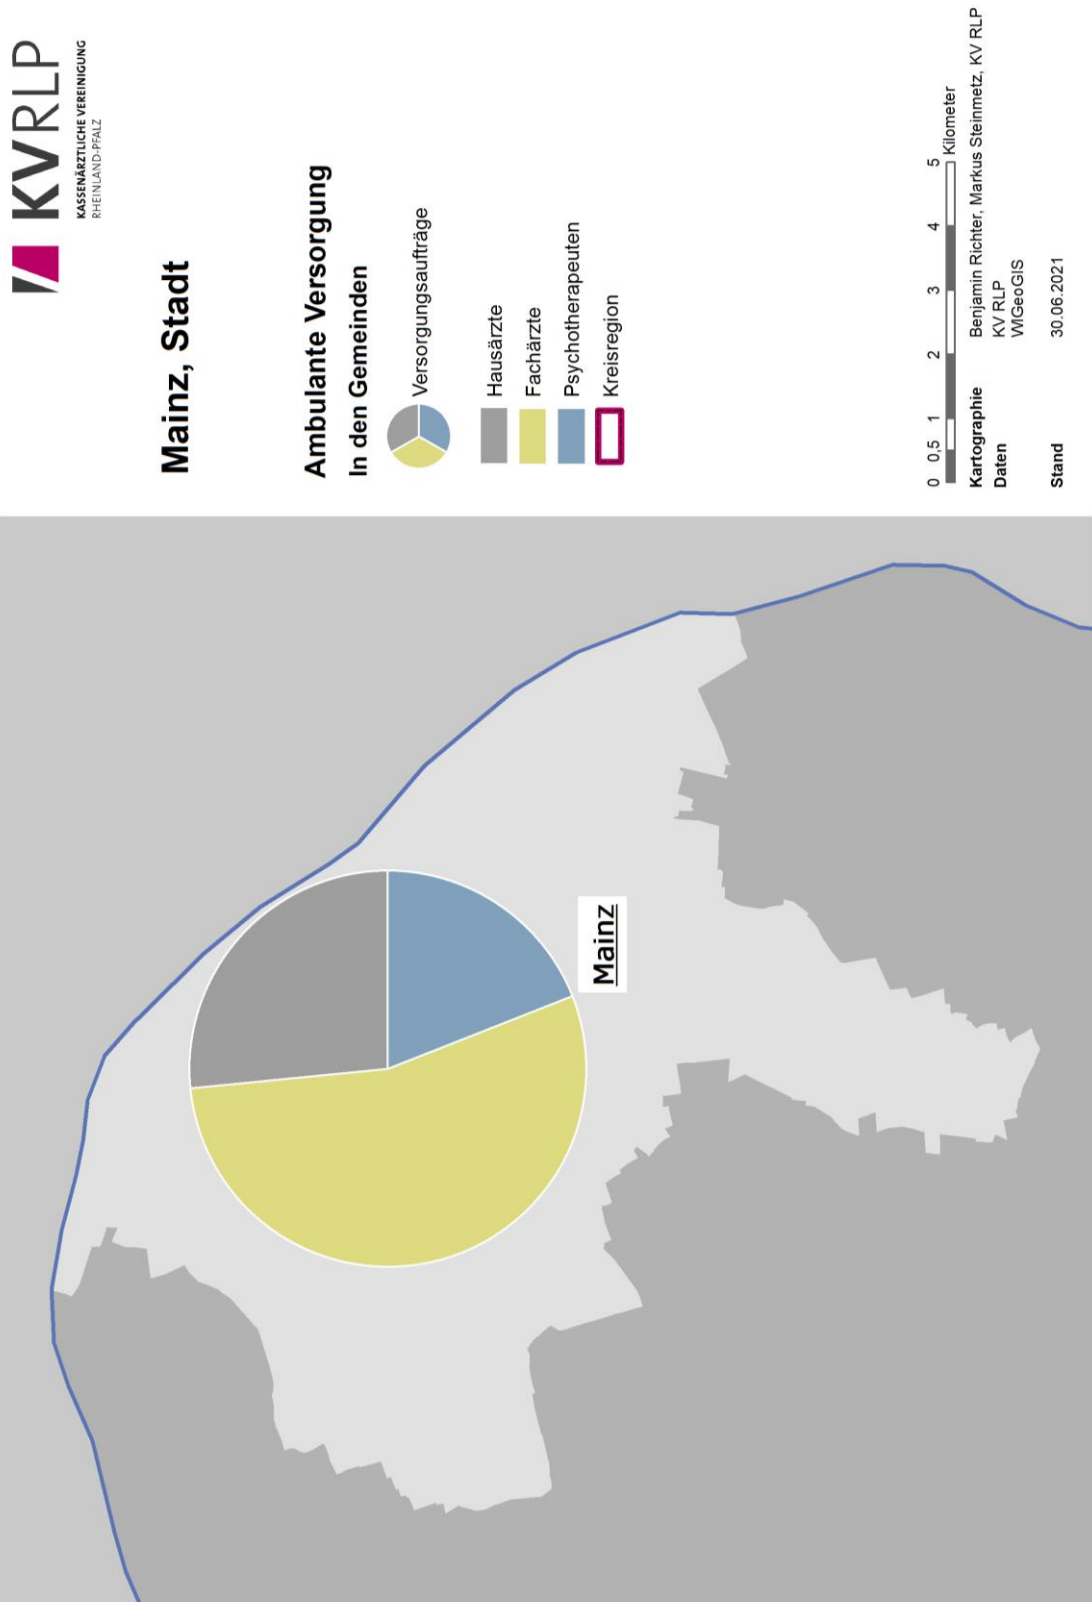 KVRLP
KASSENÄRZTLICHE VEREINIGUNG
RHEINLAND-PFALZ
Mainz, Stadt
Ambulante Versorgung
In den Gemeinden
Versorgungsaufträge
Hausärzte
Fachärzte
Psychotherapeuten
Kreisregion
0 0,5 1 2 3 4 5
Kilometer
Kartographie Benjamin Richter, Markus Steinmetz, KV RLP
Daten KV RLP
WIGeoGIS
Stand 30.06.2021
Mainz